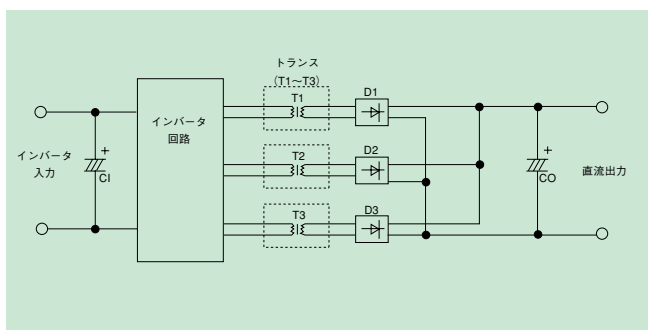 トランス
(T1～T3)
T1
D1
インバータ
回路
+
CI
インバータ
入力
T2
D2
+
CO
直流出力
T3
D3